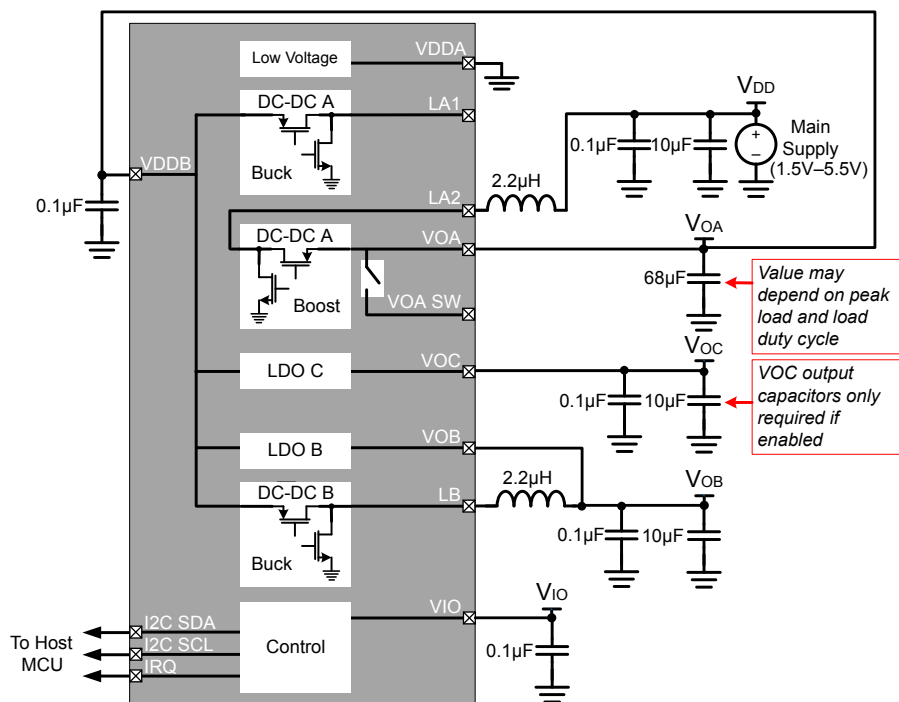 Low Voltage
VDDA
DC-DC A
LA1
Buck
VDD
0.1µF
10µF
+
–
Main
Supply
(1.5V–5.5V)
VDDB
0.1µF
LA2
2.2µH
DC-DC A
VOA
VOA
Boost
VOA SW
68µF
Value may
depend on peak
load and load
duty cycle
LDO C
VOC
VOC
0.1µF
10µF
VOC output
capacitors only
required if
enabled
LDO B
VOB
DC-DC B
LB
2.2µH
VOB
Buck
0.1µF
10µF
VIO
VIO
0.1µF
Control
I2C SDA
I2C SCL
IRQ
To Host
MCU